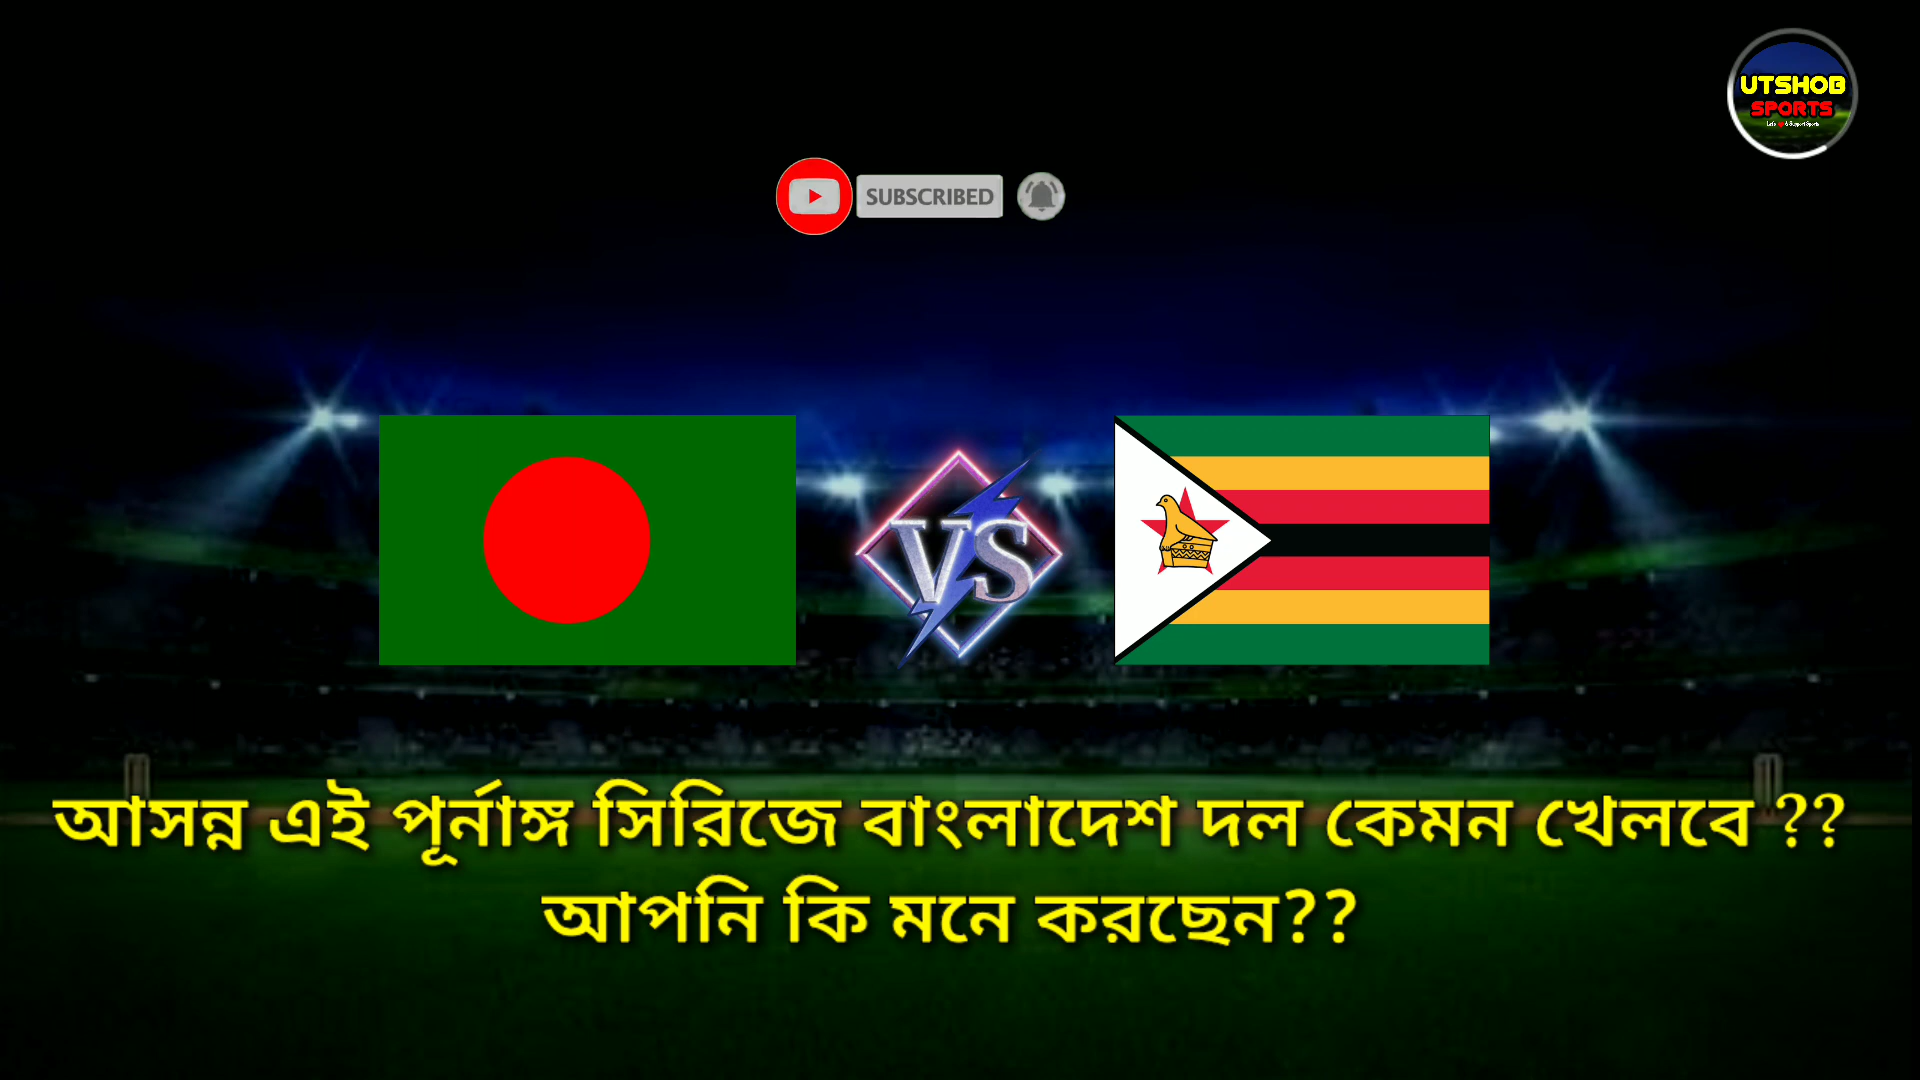 UTSHOB
SPORTS
SUBSCRIBED
VS
আসন্ন এই পূর্নাঙ্গ সিরিজে বাংলাদেশ দল কেমন খেলবে ??
আপনি কি মনে করছেন??